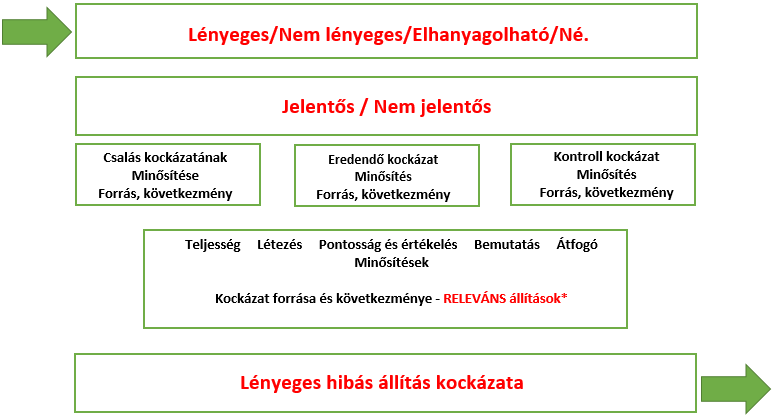 Lényeges/Nem lényeges/Elhanyagolható/Né.
Jelentős / Nem jelentős
Csalás kockázatának
Minősítése
Forrás, következmény
Eredendő kockázat
Minősítés
Forrás, következmény
Kontroll kockázat
Minősítés
Forrás, következmény
Teljesség Létezés Pontosság és értékelés Bemutatás Átfogó
Minősítések
Kockázat forrása és következménye - RELEVÁNS állítások*
Lényeges hibás állítás kockázata